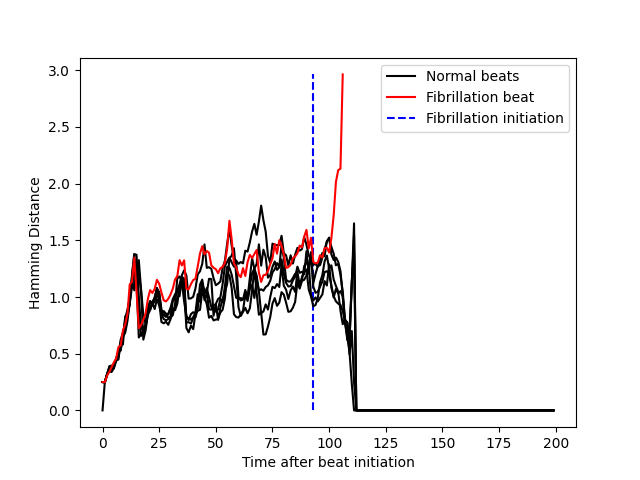 Normal beats
Fibrillation beat
Fibrillation initiation
Hamming Distance
3.0
2.5
2.0
1.5
1.0
0.5
0.0
0 25 50 75 100 125 150 175 200
Time after beat initiation